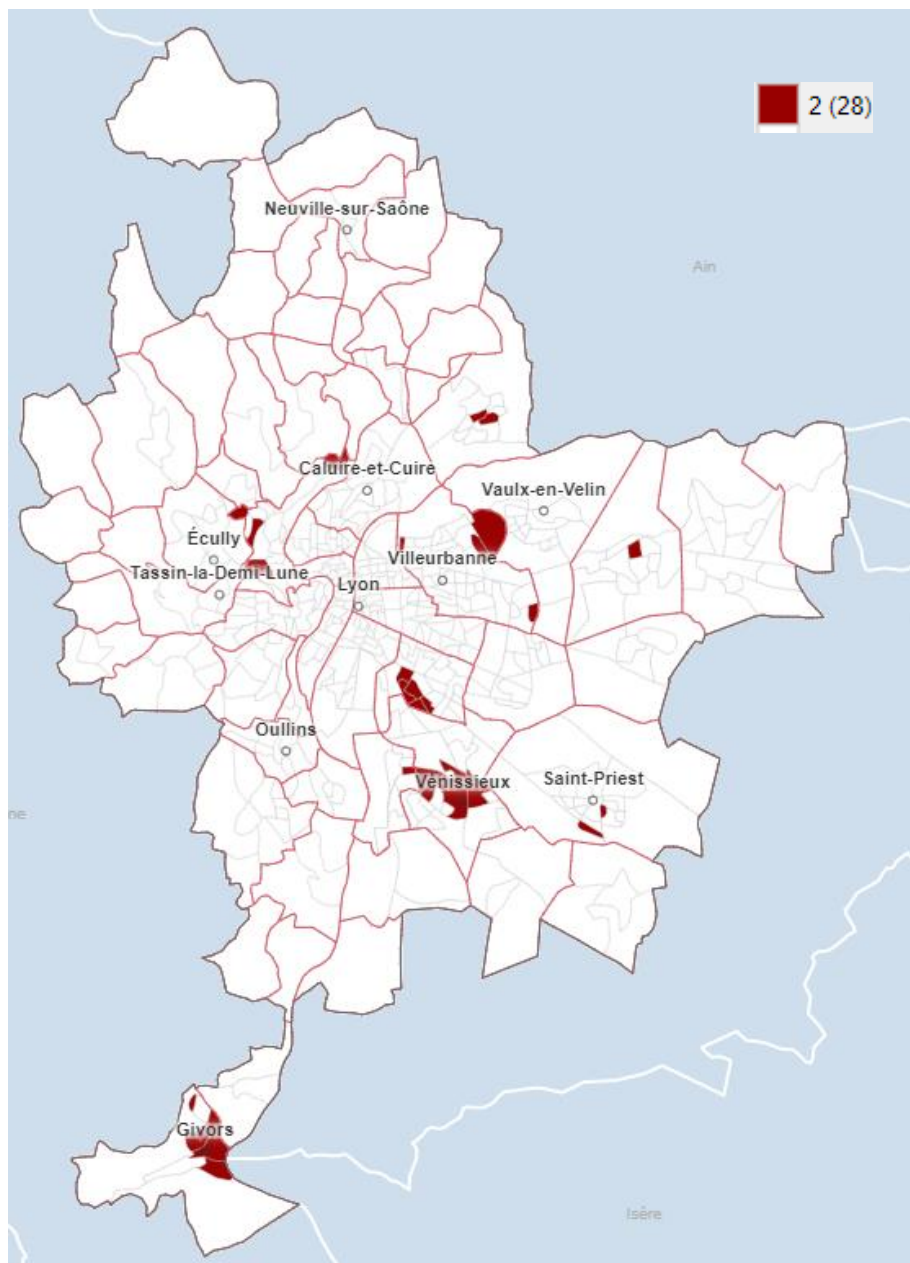 2 (28)
Neuville-sur-Saône
Ain
Caluire-et-Cuire
Vaulx-en-Velin
Écully
Villeurbanne
Tassin-la-Demi-Lune
Lyon
Oullins
Vénissieux
Saint-Priest
ne
Givors
Isère